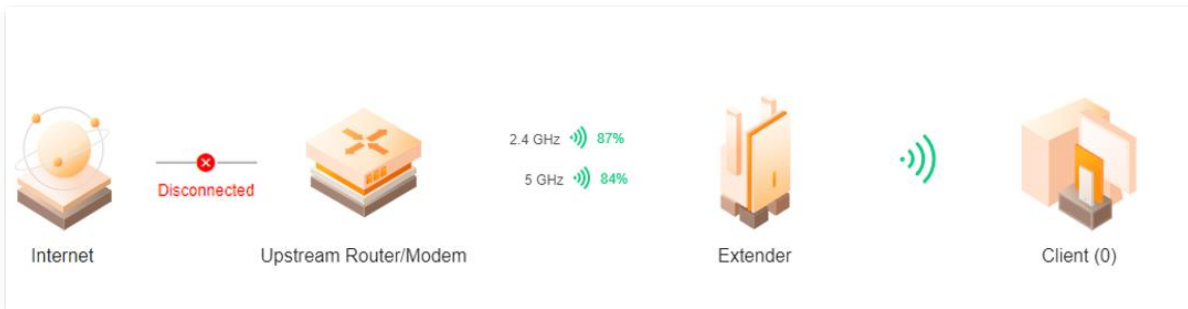 2.4 GHz 87%
5 GHz 84%
Disconnected
Internet
Upstream Router/Modem
Extender
Client (0)